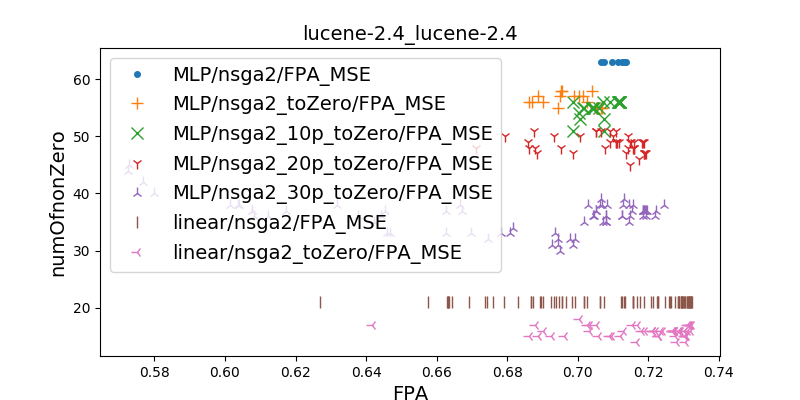 lucene-2.4_lucene-2.4
MLP/nsga2/FPA_MSE
MLP/nsga2_toZero/FPA_MSE
MLP/nsga2_10p_toZero/FPA_MSE
MLP/nsga2_20p_toZero/FPA_MSE
MLP/nsga2_30p_toZero/FPA_MSE
linear/nsga2/FPA_MSE
linear/nsga2_toZero/FPA_MSE
numOfnonZero
60
50
40
30
20
0.58 0.60 0.62 0.64 0.66 0.68 0.70 0.72 0.74
FPA